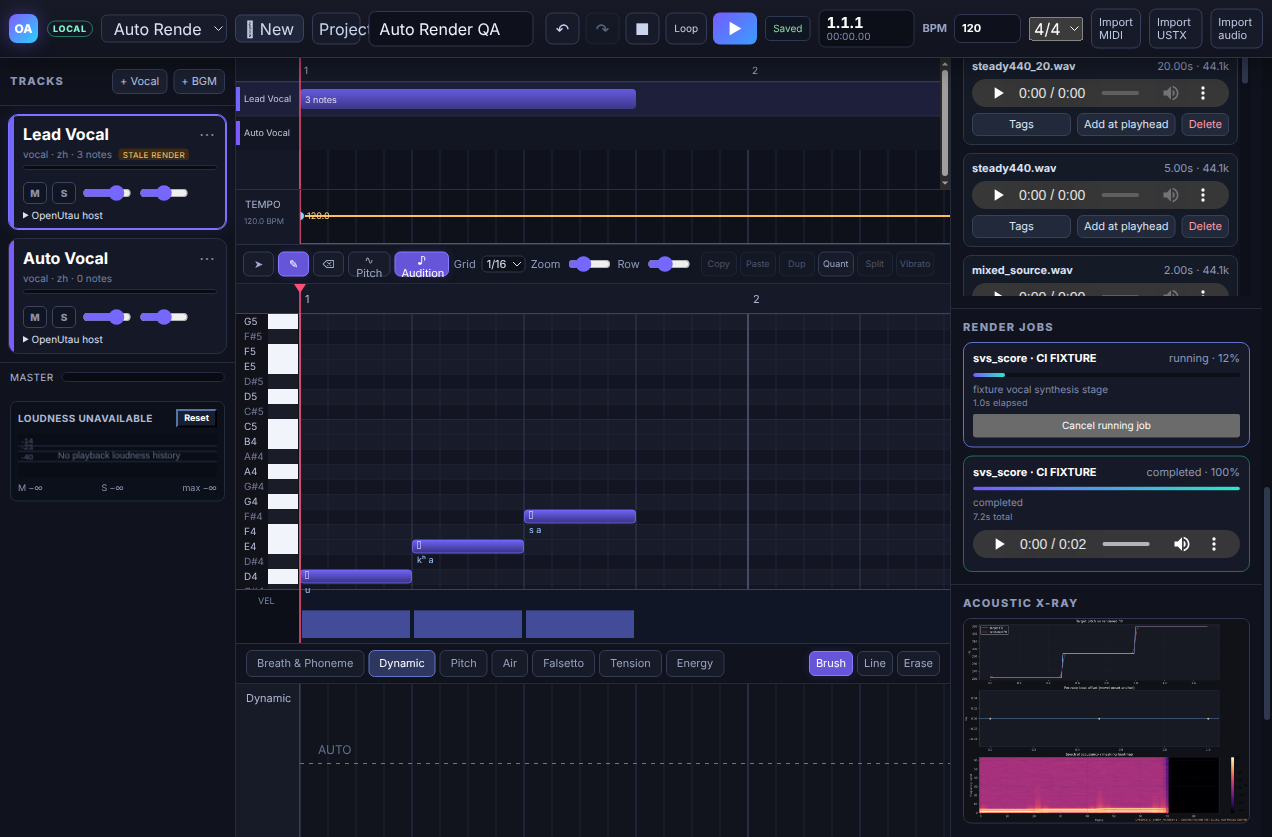 OA
LOCAL
Auto Rende
New
Project
Auto Render QA
Loop
Saved
1.1.1
00:00.00
BPM
120
4/4
Import MIDI
Import USTX
Import audio
TRACKS
+ Vocal
+ BGM
Lead Vocal
vocal · zh · 3 notes
STALE RENDER
M
S
OpenUtau host
Auto Vocal
vocal · zh · 0 notes
M
S
OpenUtau host
MASTER
LOUDNESS UNAVAILABLE
Reset
-14
-23
-40
No playback loudness history
M −∞
S −∞
max −∞
1
2
Lead Vocal
3 notes
Auto Vocal
TEMPO
120.0 BPM
120.0
Pitch
Audition
Grid
1/16
Zoom
Row
Copy
Paste
Dup
Quant
Split
Vibrato
1
2
G5
F#5
F5
E5
D#5
D5
C#5
C5
B4
A#4
A4
G#4
G4
F#4
F4
E4
D#4
D4
s a
kʰ a
u
VEL
Breath & Phoneme
Dynamic
Pitch
Air
Falsetto
Tension
Energy
Brush
Line
Erase
Dynamic
AUTO
steady440_20.wav
20.00s · 44.1k
0:00 / 0:00
Tags
Add at playhead
Delete
steady440.wav
5.00s · 44.1k
0:00 / 0:00
Tags
Add at playhead
Delete
mixed_source.wav
2.00s · 44.1k
0:00 / 0:00
RENDER JOBS
svs_score · CI FIXTURE
running · 12%
fixture vocal synthesis stage
1.0s elapsed
Cancel running job
svs_score · CI FIXTURE
completed · 100%
completed
7.2s total
0:00 / 0:02
ACOUSTIC X-RAY